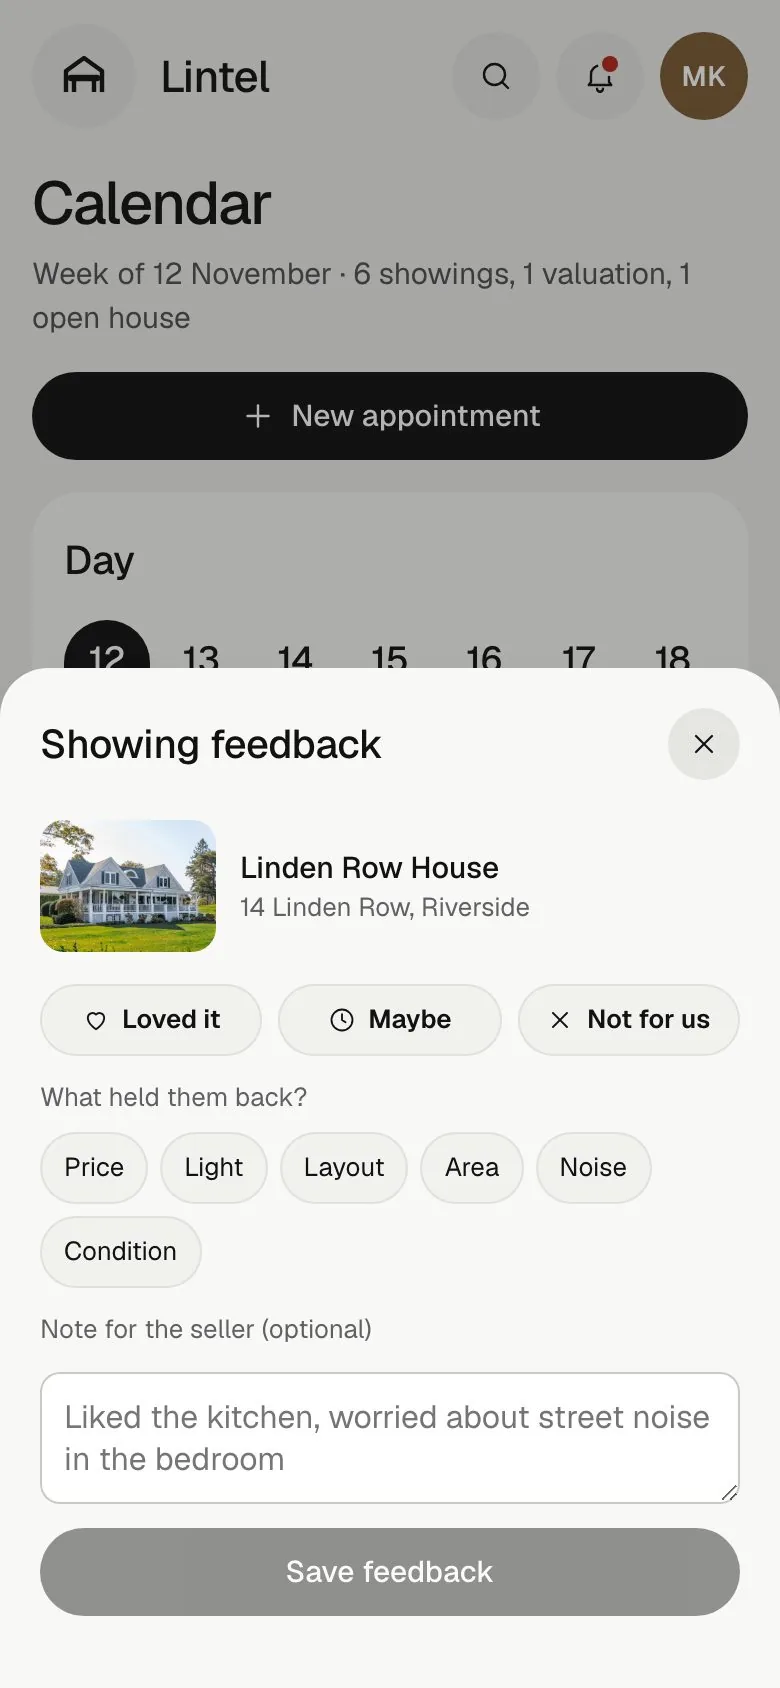 Lintel
MK
Calendar
Week of 12 November · 6 showings, 1 valuation, 1
open house
New appointment
Day
12 13 14 15 16 17 18
Showing feedback
Linden Row House
14 Linden Row, Riverside
Loved it Maybe Not for us
What held them back?
Price Light Layout Area Noise
Condition
Note for the seller (optional)
Liked the kitchen, worried about street noise
in the bedroom
Save feedback